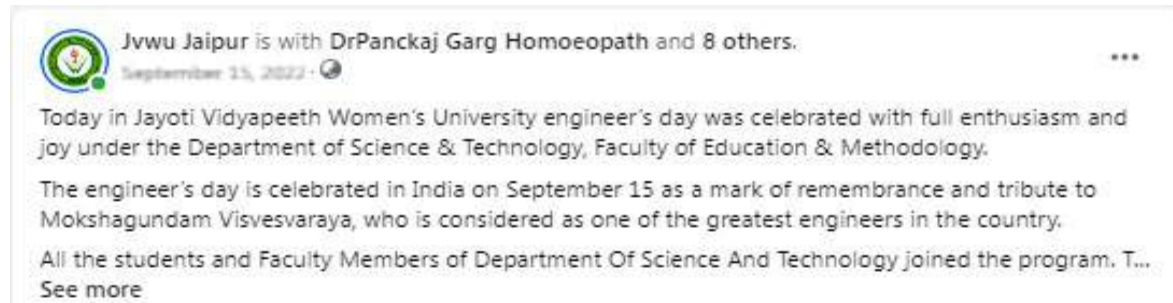 Jvwu Jaipur is with DrPanckaj Garg Homoeopath and 8 others.
September 15, 2022 ·
Today in Jayoti Vidyapeeth Women's University engineer's day was celebrated with full enthusiasm and
joy under the Department of Science & Technology, Faculty of Education & Methodology.
The engineer's day is celebrated in India on September 15 as a mark of remembrance and tribute to
Mokshagundam Visvesvaraya, who is considered as one of the greatest engineers in the country.
All the students and Faculty Members of Department Of Science And Technology joined the program. T...
See more